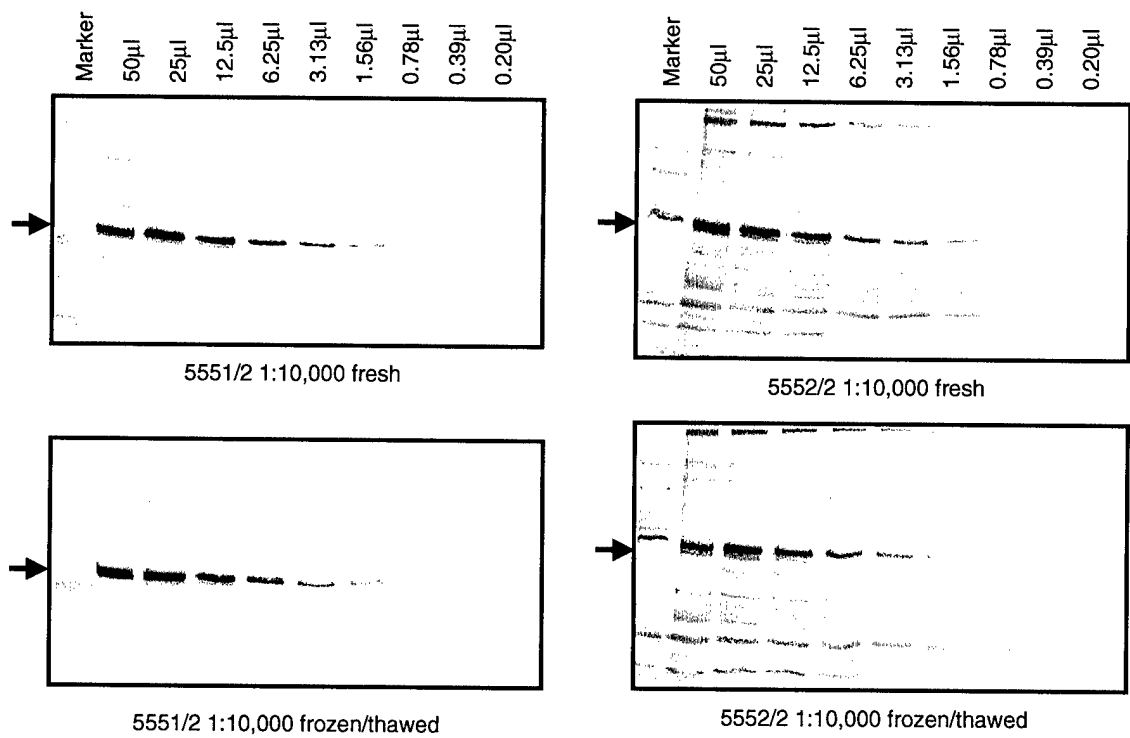 Marker 50µl 25µl 12.5µl 6.25µl 3.13µl 1.56µl 0.78µl 0.39µl 0.20µl
Marker 50µl 25µl 12.5µl 6.25µl 3.13µl 1.56µl 0.78µl 0.39µl 0.20µl
5551/2 1:10,000 fresh
5552/2 1:10,000 fresh
5551/2 1:10,000 frozen/thawed
5552/2 1:10,000 frozen/thawed